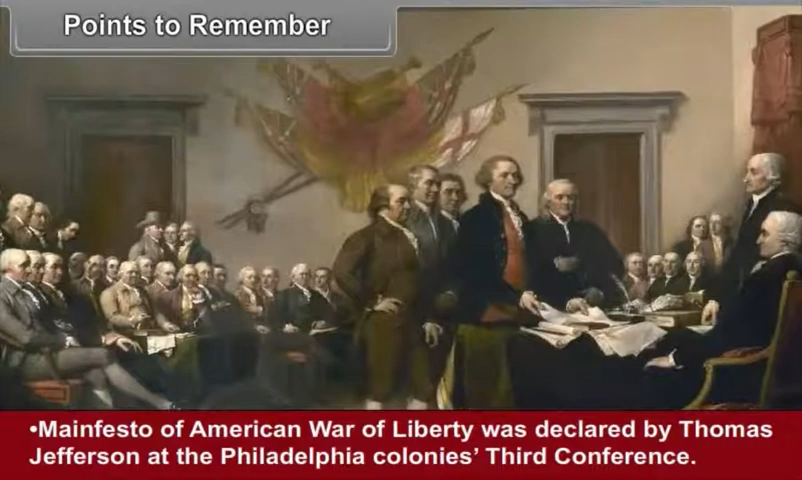 Points to Remember
•Mainfesto of American War of Liberty was declared by Thomas
Jefferson at the Philadelphia colonies' Third Conference.